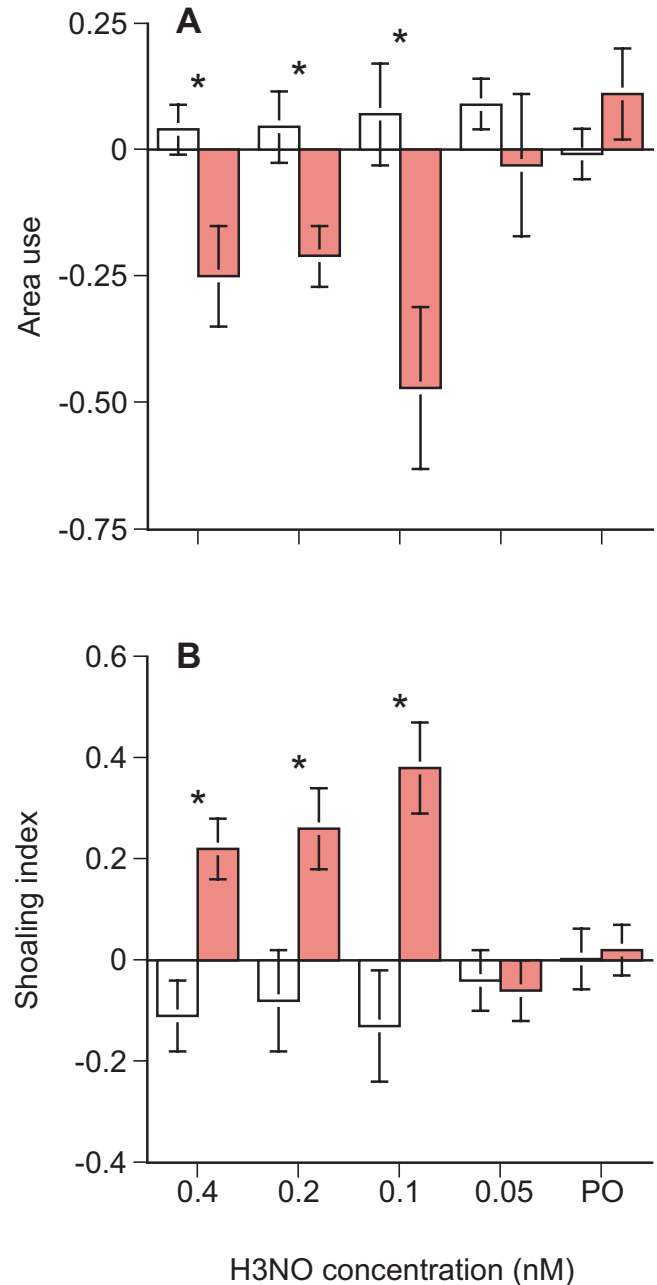 A
0.25
0
-0.25
-0.50
-0.75
Area use
* * *
B
0.6
0.4
0.2
0
-0.2
-0.4
Shoaling index
* * *
0.4 0.2 0.1 0.05 PO
H3NO concentration (nM)